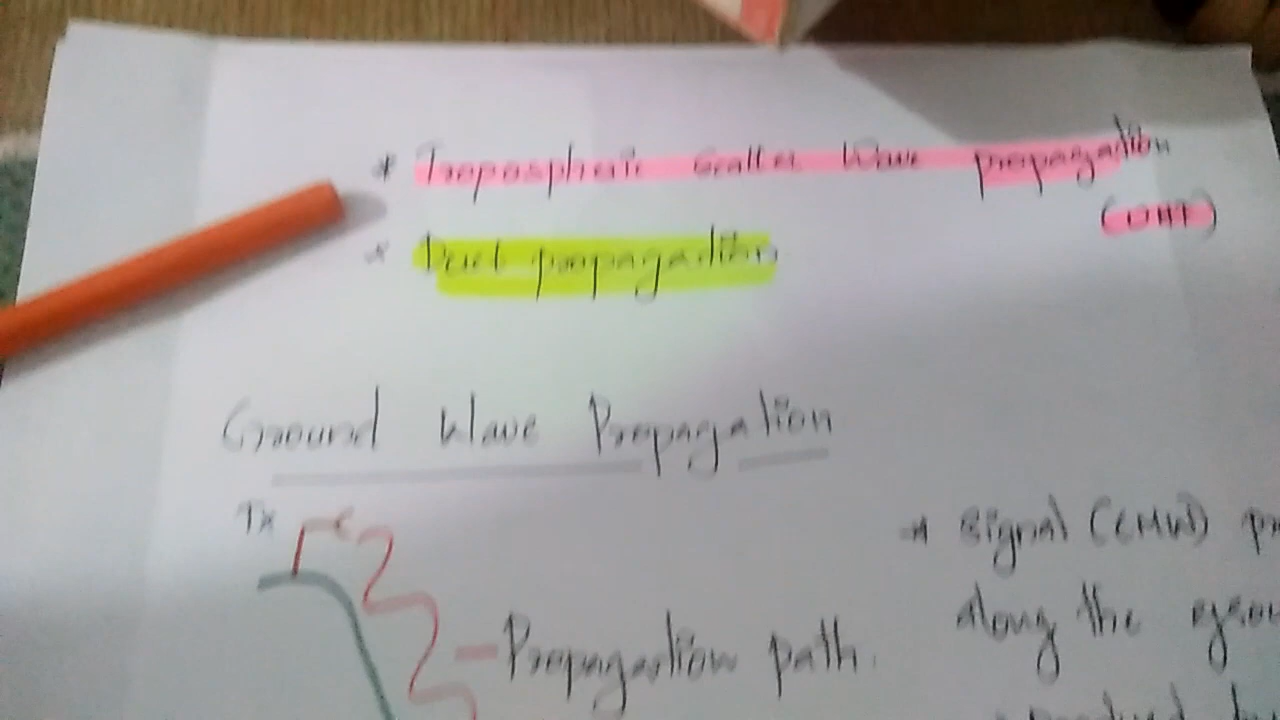 * Tropospheric Scatter Wave propagation
(UHF)
* Duct propagation
Ground Wave Propagation
Tx
→ Signal (EMW)
along the
Propagation path.